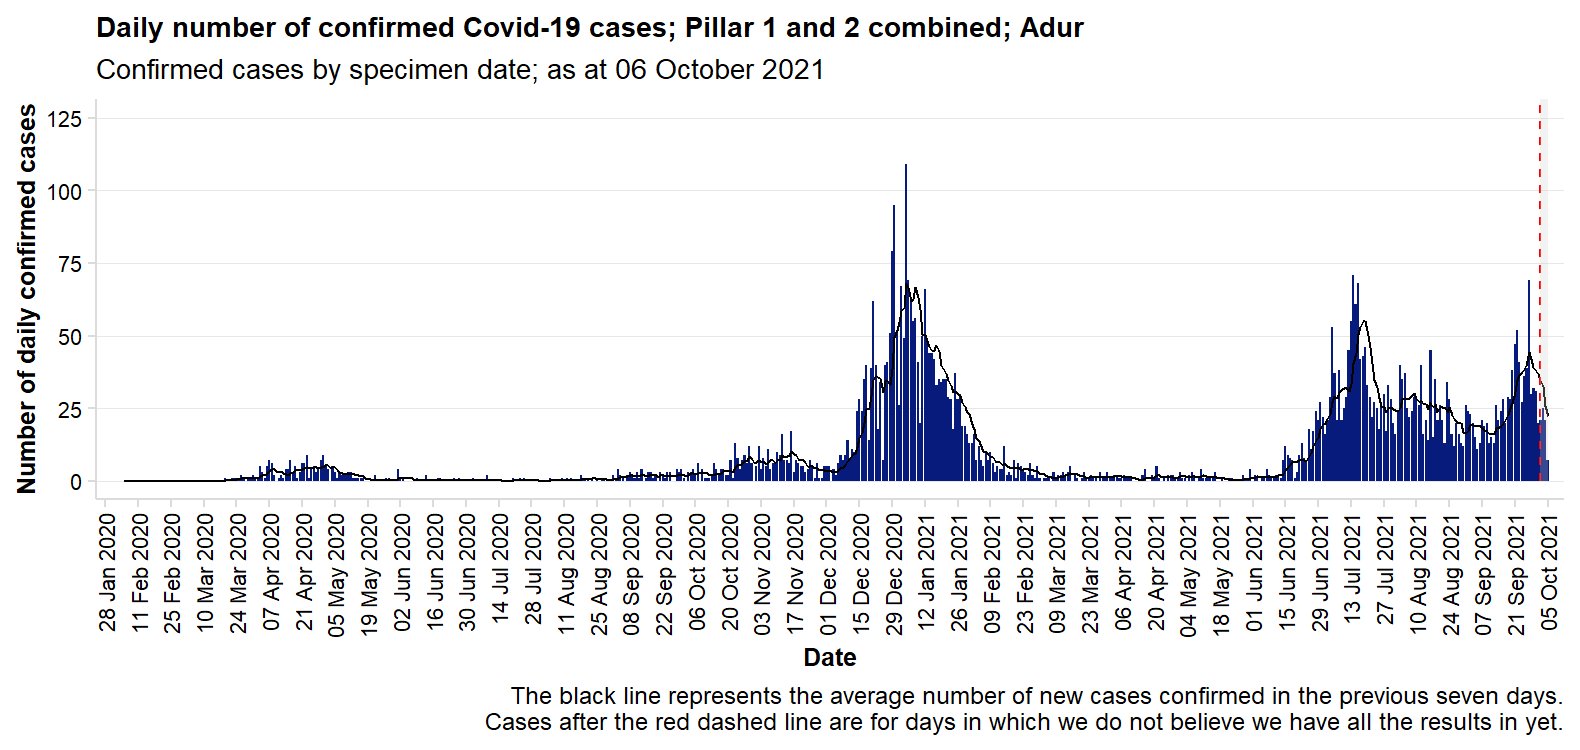 Daily number of confirmed Covid-19 cases; Pillar 1 and 2 combined; Adur
Confirmed cases by specimen date; as at 06 October 2021
Number of daily confirmed cases
125
100
75
50
25
0
28 Jan 2020
11 Feb 2020
25 Feb 2020
10 Mar 2020
24 Mar 2020
07 Apr 2020
21 Apr 2020
05 May 2020
19 May 2020
02 Jun 2020
16 Jun 2020
30 Jun 2020
14 Jul 2020
28 Jul 2020
11 Aug 2020
25 Aug 2020
08 Sep 2020
22 Sep 2020
06 Oct 2020
20 Oct 2020
03 Nov 2020
17 Nov 2020
01 Dec 2020
15 Dec 2020
29 Dec 2020
12 Jan 2021
26 Jan 2021
09 Feb 2021
23 Feb 2021
09 Mar 2021
23 Mar 2021
06 Apr 2021
20 Apr 2021
04 May 2021
18 May 2021
01 Jun 2021
15 Jun 2021
29 Jun 2021
13 Jul 2021
27 Jul 2021
10 Aug 2021
24 Aug 2021
07 Sep 2021
21 Sep 2021
05 Oct 2021
Date
The black line represents the average number of new cases confirmed in the previous seven days.
Cases after the red dashed line are for days in which we do not believe we have all the results in yet.